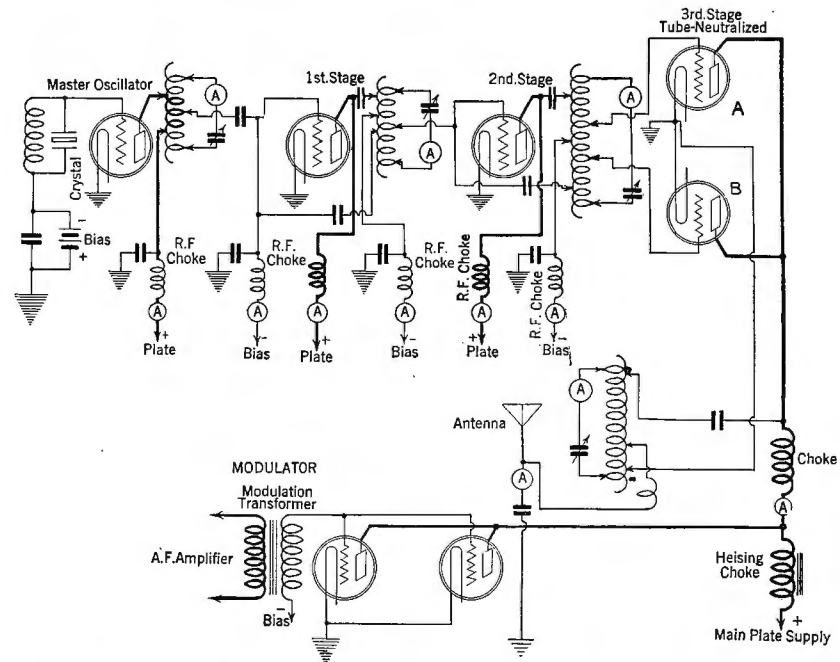 3rd.Stage
Tube-Neutralized
Master Oscillator
1st.Stage
2nd.Stage
A
A
A
A
B
Crystal
-
Bias
+
R.F
Choke
R.F.
Choke
R.F.
Choke
R.F. Choke
R.F. Choke
A
A
A
A
A
A
+
Plate
-
Bias
+
Plate
-
Bias
+
Plate
-
Bias
A
Antenna
A
Choke
A
MODULATOR
Modulation
Transformer
A.F.Amplifier
-
Bias
Heising
Choke
+
Main Plate Supply